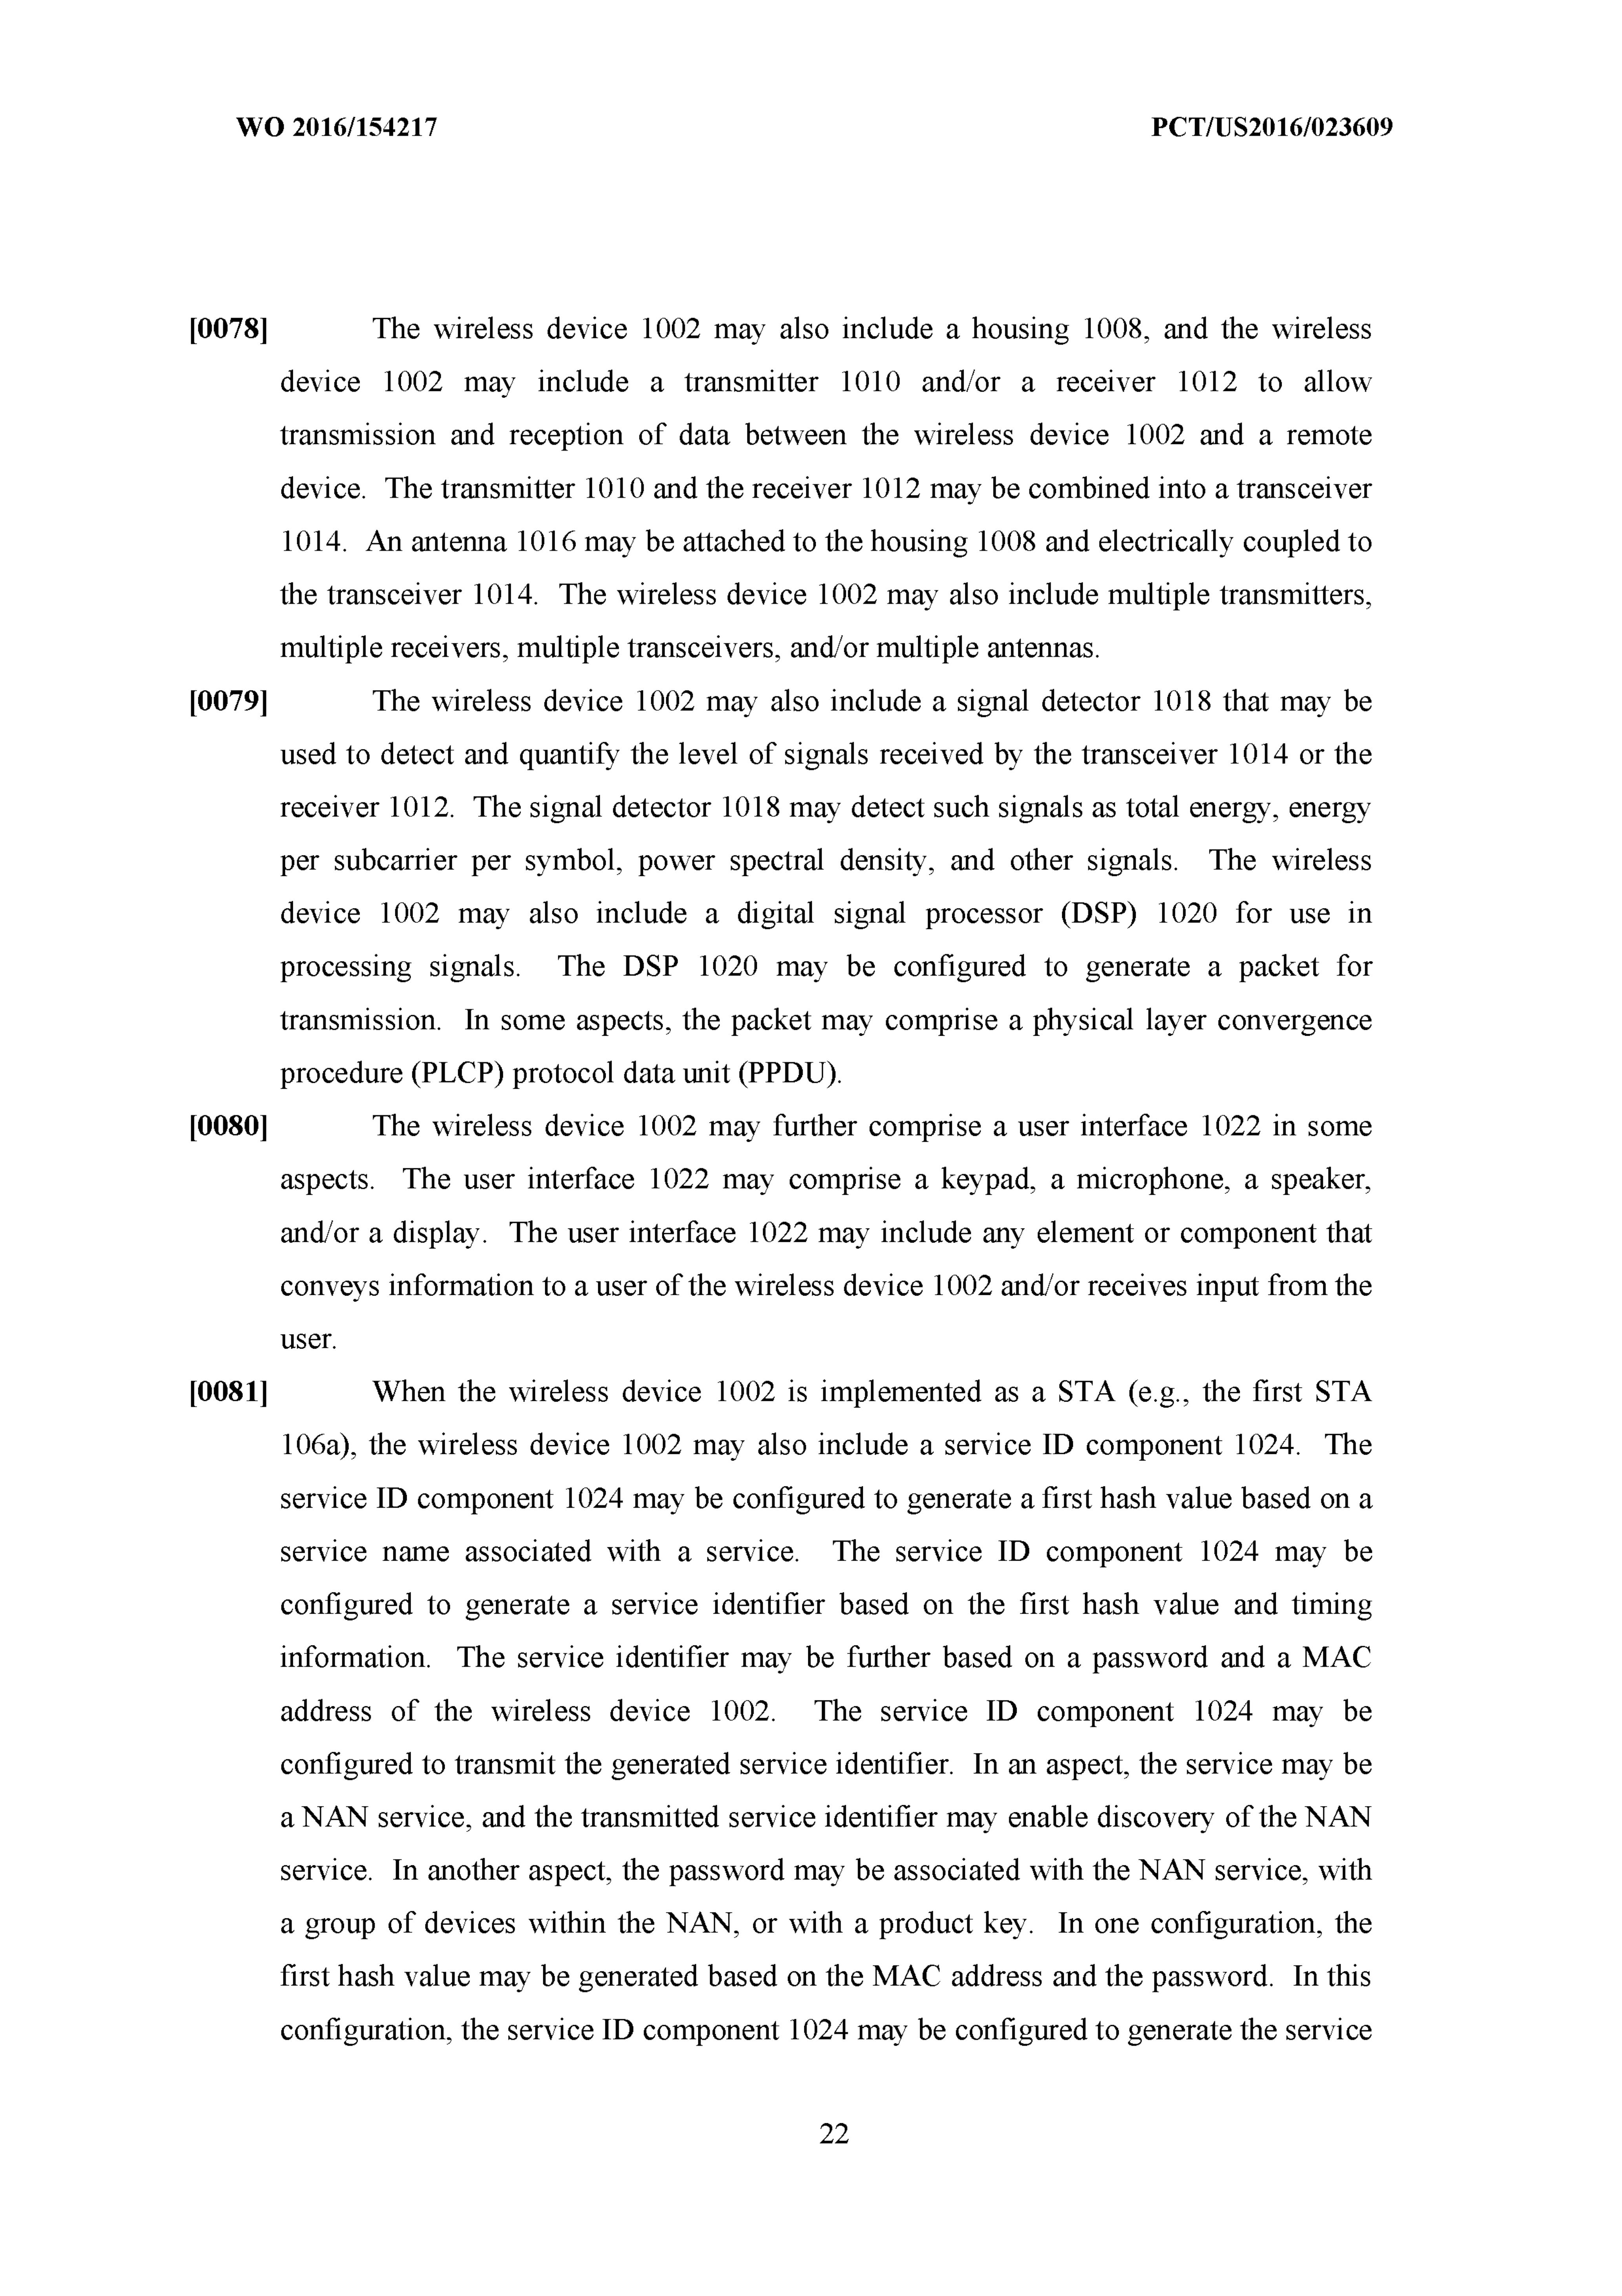 WO 2016/154217 PCT/US2016/023609
[0078] The wireless device 1002 may also include a housing 1008, and the wireless
device 1002 may include a transmitter 1010 and/or a receiver 1012 to allow
transmission and reception of data between the wireless device 1002 and a remote
device. The transmitter 1010 and the receiver 1012 may be combined into a transceiver
1014. An antenna 1016 may be attached to the housing 1008 and electrically coupled to
the transceiver 1014. The wireless device 1002 may also include multiple transmitters,
multiple receivers, multiple transceivers, and/or multiple antennas.
[0079] The wireless device 1002 may also include a signal detector 1018 that may be
used to detect and quantify the level of signals received by the transceiver 1014 or the
receiver 1012. The signal detector 1018 may detect such signals as total energy, energy
per subcarrier per symbol, power spectral density, and other signals. The wireless
device 1002 may also include a digital signal processor (DSP) 1020 for use in
processing signals. The DSP 1020 may be configured to generate a packet for
transmission. In some aspects, the packet may comprise a physical layer convergence
procedure (PLCP) protocol data unit (PPDU).
[0080] The wireless device 1002 may further comprise a user interface 1022 in some
aspects. The user interface 1022 may comprise a keypad, a microphone, a speaker,
and/or a display. The user interface 1022 may include any element or component that
conveys information to a user of the wireless device 1002 and/or receives input from the
user.
[0081] When the wireless device 1002 is implemented as a STA (e.g., the first STA
106a), the wireless device 1002 may also include a service ID component 1024. The
service ID component 1024 may be configured to generate a first hash value based on a
service name associated with a service. The service ID component 1024 may be
configured to generate a service identifier based on the first hash value and timing
information. The service identifier may be further based on a password and a MAC
address of the wireless device 1002. The service ID component 1024 may be
configured to transmit the generated service identifier. In an aspect, the service may be
a NAN service, and the transmitted service identifier may enable discovery of the NAN
service. In another aspect, the password may be associated with the NAN service, with
a group of devices within the NAN, or with a product key. In one configuration, the
first hash value may be generated based on the MAC address and the password. In this
configuration, the service ID component 1024 may be configured to generate the service
22